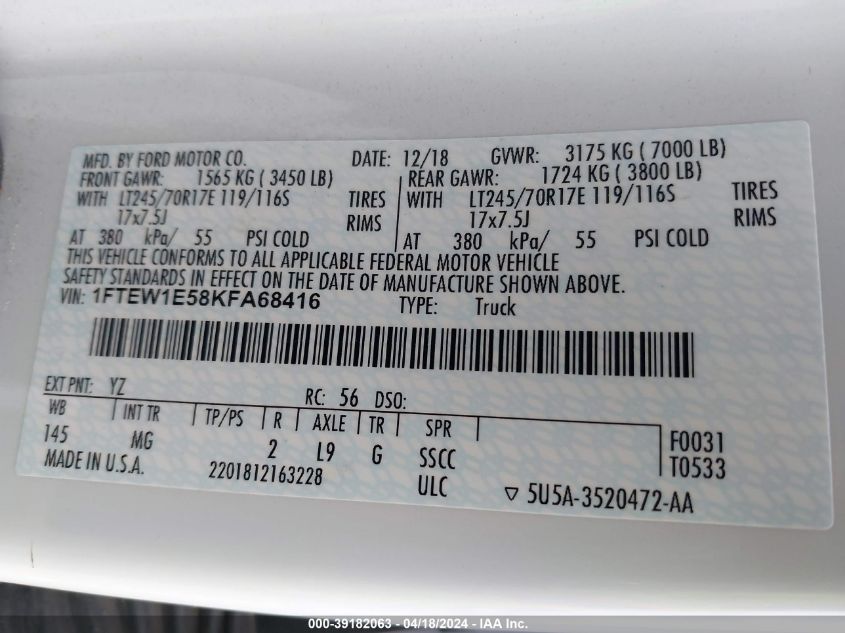 MFD. BY FORD MOTOR CO. DATE: 12/18 GVWR: 3175 KG ( 7000 LB)
FRONT GAWR: 1565 KG ( 3450 LB) REAR GAWR: 1724 KG ( 3800 LB)
WITH LT245/70R17E 119/116S TIRES WITH LT245/70R17E 119/116S TIRES
17x7.5J RIMS 17x7.5J RIMS
AT 380 kPa/ 55 PSI COLD AT 380 kPa/ 55 PSI COLD
THIS VEHICLE CONFORMS TO ALL APPLICABLE FEDERAL MOTOR VEHICLE
SAFETY STANDARDS IN EFFECT ON THE DATE OF MANUFACTURE SHOWN ABOVE.
VIN: 1FTEW1E58KFA68416 TYPE: Truck
EXT PNT: YZ RC: 56 DSO:
WB INT TR TP/PS R AXLE TR SPR
145 MG 2 L9 G SSCC F0031
T0533
MADE IN U.S.A. 2201812163228 ULC ▽ 5U5A-3520472-AA
000-39182063 - 04/18/2024 - IAA Inc.